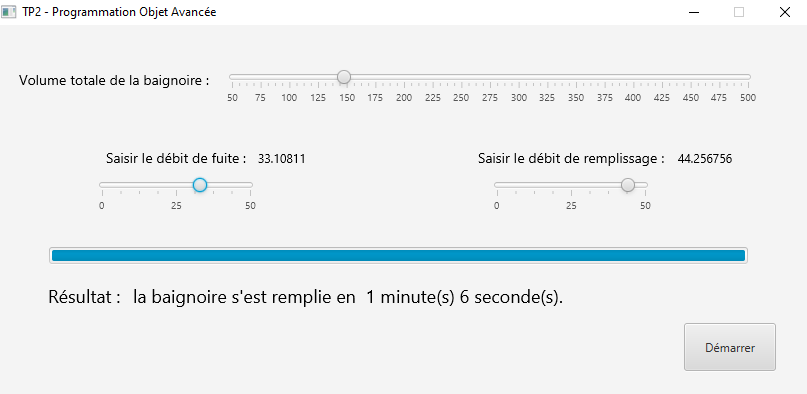 TP2 - Programmation Objet Avancée
Volume totale de la baignoire :
50 75 100 125 150 175 200 225 250 275 300 325 350 375 400 425 450 475 500
Saisir le débit de fuite : 33.10811 Saisir le débit de remplissage : 44.256756
0 25 50 0 25 50
Résultat : la baignoire s'est remplie en 1 minute(s) 6 seconde(s).
Démarrer